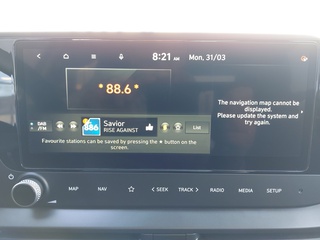 8:21 AM Mon, 31/03
* 88.6 *
The navigation map cannot be
displayed.
Please update the system and
try again.
DAB
/FM
886
Savior
RISE AGAINST
List
Favourite stations can be saved by pressing the ★ button on the
screen.
MAP NAV ☆ < SEEK TRACK > RADIO MEDIA SETUP